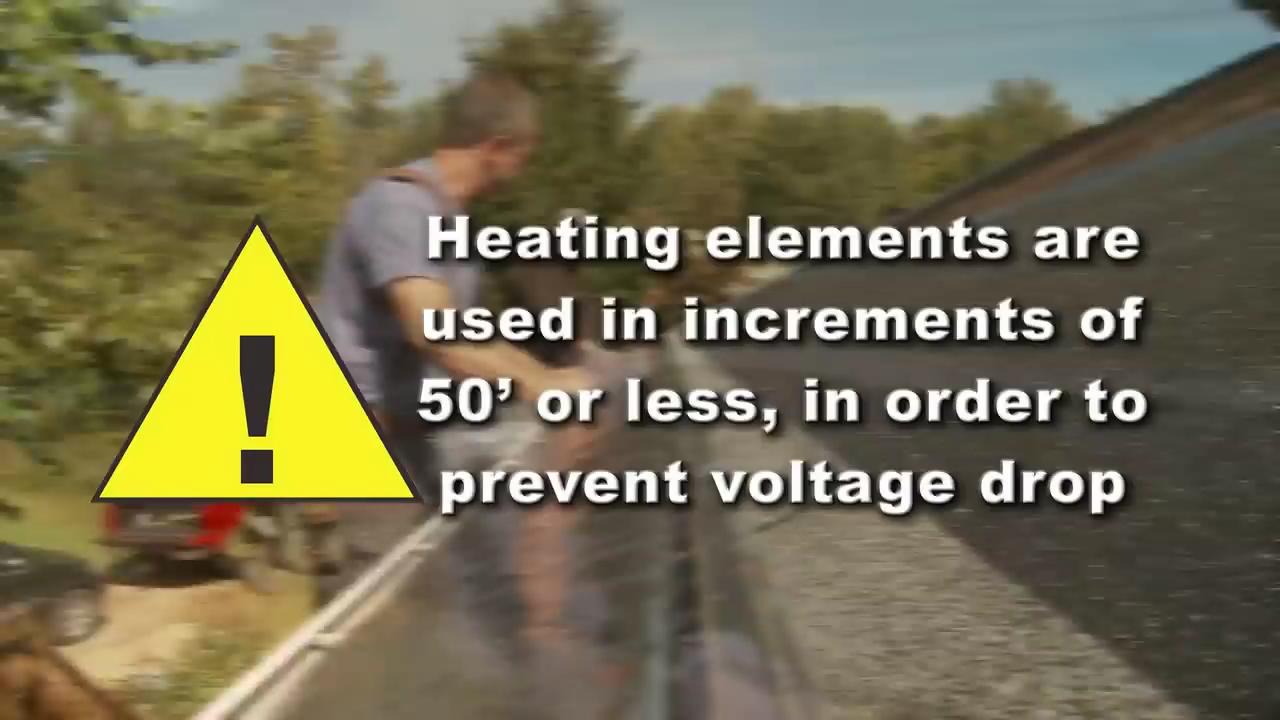 Heating elements are
used in increments of
50’ or less, in order to
prevent voltage drop
!